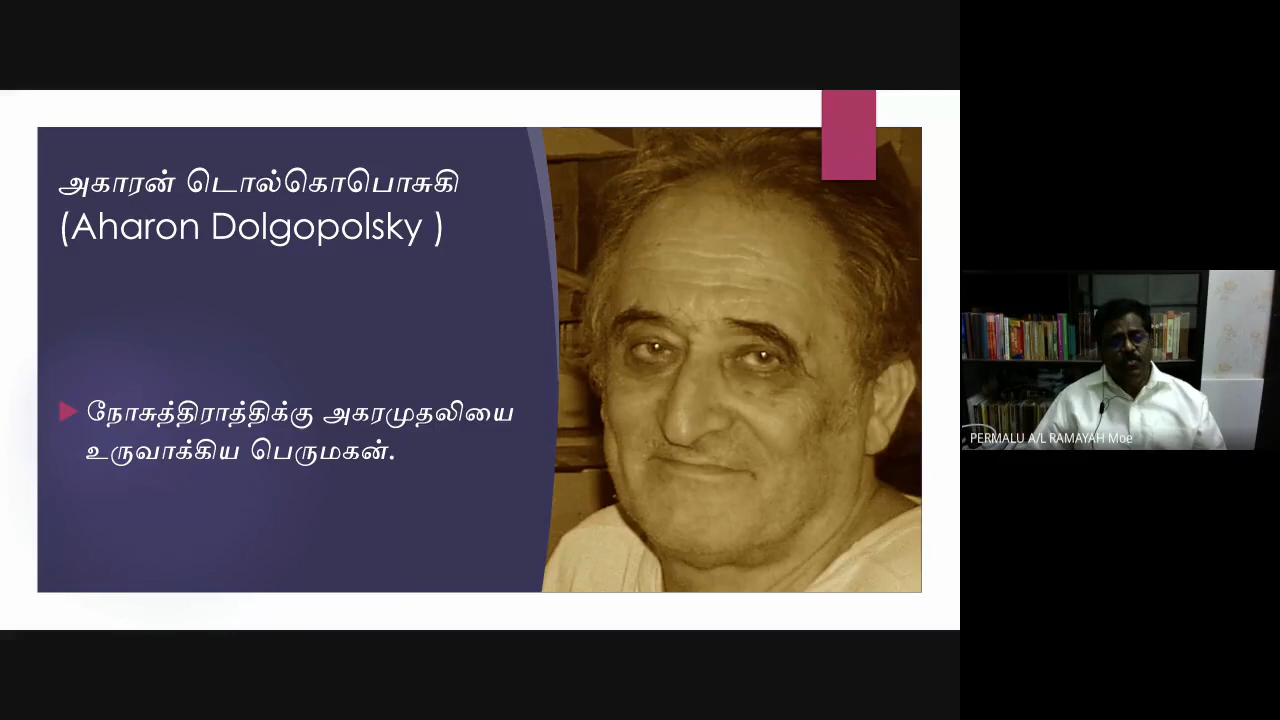 அகாரன் டொல்கொபொசுகி
(Aharon Dolgopolsky )
நோசுத்திராத்திக்கு அகரமுதலியை
உருவாக்கிய பெருமகன்.
PERMALU A/L RAMAYAH Moe